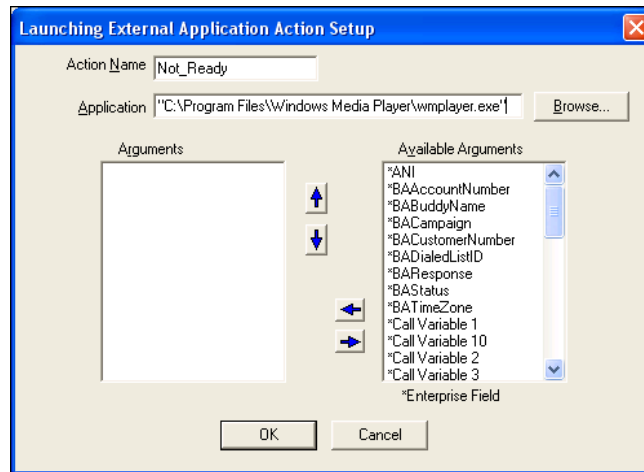 Launching External Application Action Setup
Action Name
Not_Ready
Application
"C:\Program Files\Windows Media Player\wmplayer.exe"
Browse...
Arguments
Available Arguments
*ANI
*BAAccountNumber
*BABuddyName
*BACampaign
*BACustomerNumber
*BADialedListID
*BAResponse
*BAStatus
*BATimeZone
*Call Variable 1
*Call Variable 10
*Call Variable 2
*Call Variable 3
*Enterprise Field
OK
Cancel